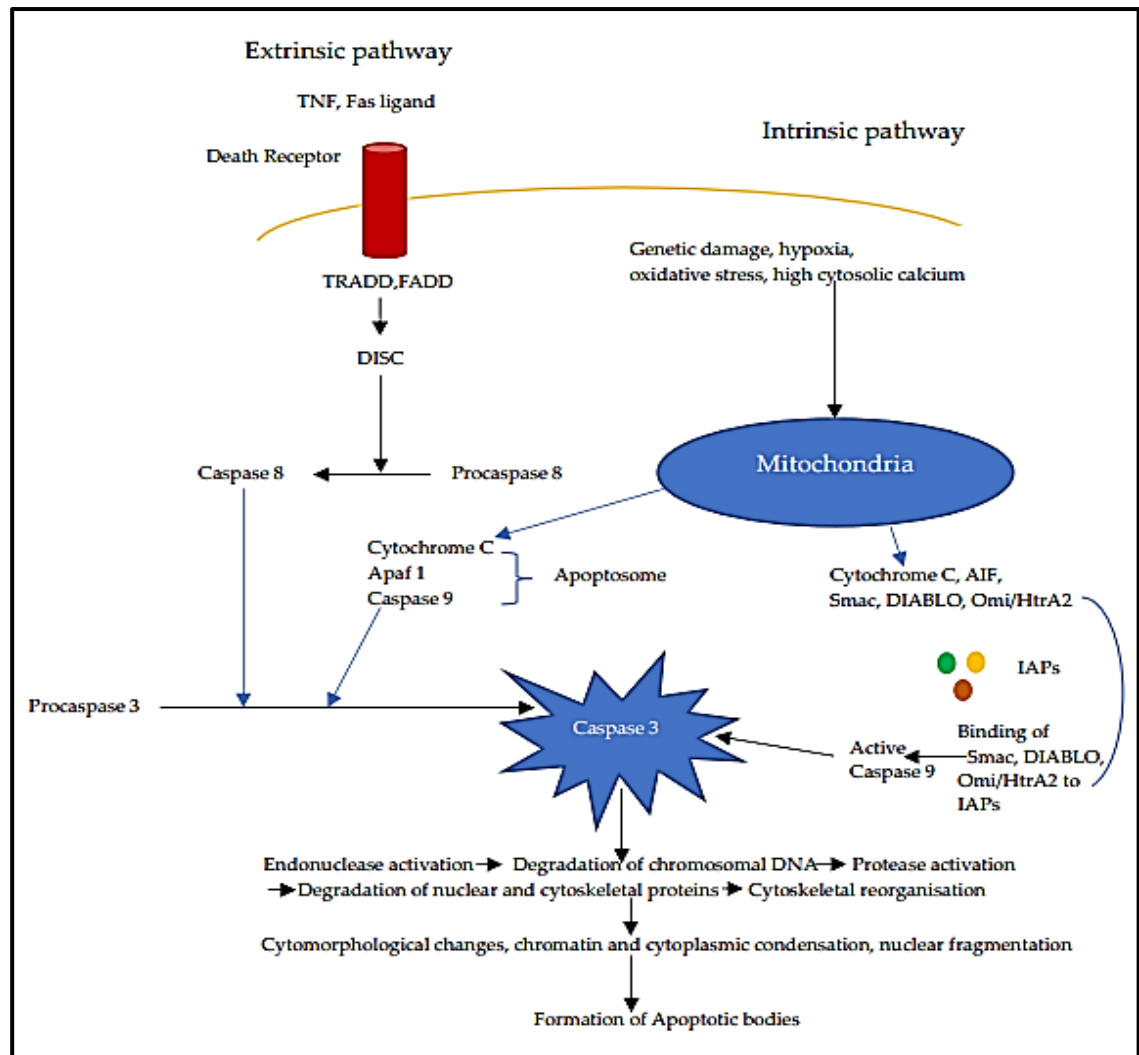 Extrinsic pathway
TNF, Fas ligand
Intrinsic pathway
Death Receptor
Genetic damage, hypoxia,
oxidative stress, high cytosolic calcium
TRADD,FADD
DISC
Mitochondria
Caspase 8
Procaspase 8
Cytochrome C
Apaf 1
Caspase 9
Apoptosome
Cytochrome C, AIF,
Smac, DIABLO, Omi/HtrA2
IAPs
Procaspase 3
Caspase 3
Active
Caspase 9
Binding of
Smac, DIABLO,
Omi/HtrA2 to
IAPs
Endonuclease activation Degradation of chromosomal DNA Protease activation
Degradation of nuclear and cytoskeletal proteins Cytoskeletal reorganisation
Cytomorphological changes, chromatin and cytoplasmic condensation, nuclear fragmentation
Formation of Apoptotic bodies